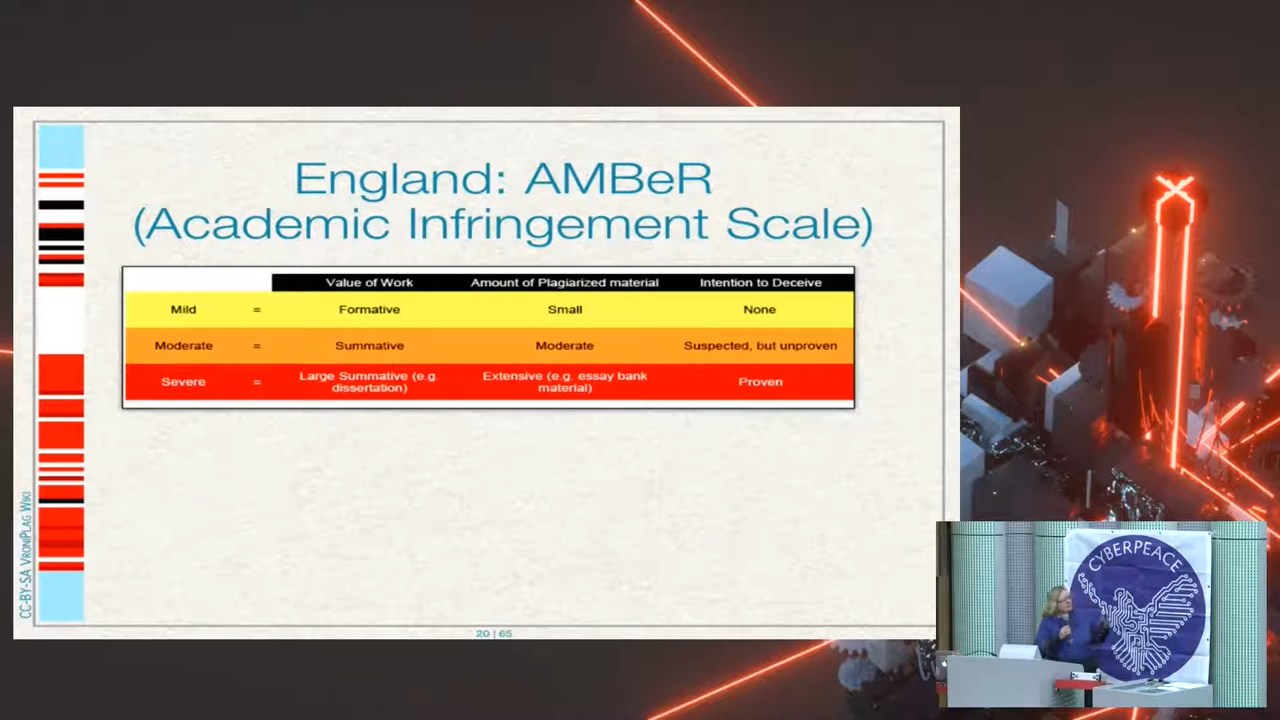 England: AMBeR
(Academic Infringement Scale)
Value of Work Amount of Plagiarized material Intention to Deceive
Mild = Formative Small None
Moderate = Summative Moderate Suspected, but unproven
Severe = Large Summative (e.g. dissertation) Extensive (e.g. essay bank material) Proven
CC-BY-SA VRONIPLAG WIKI
20 | 65
CYBERPEACE